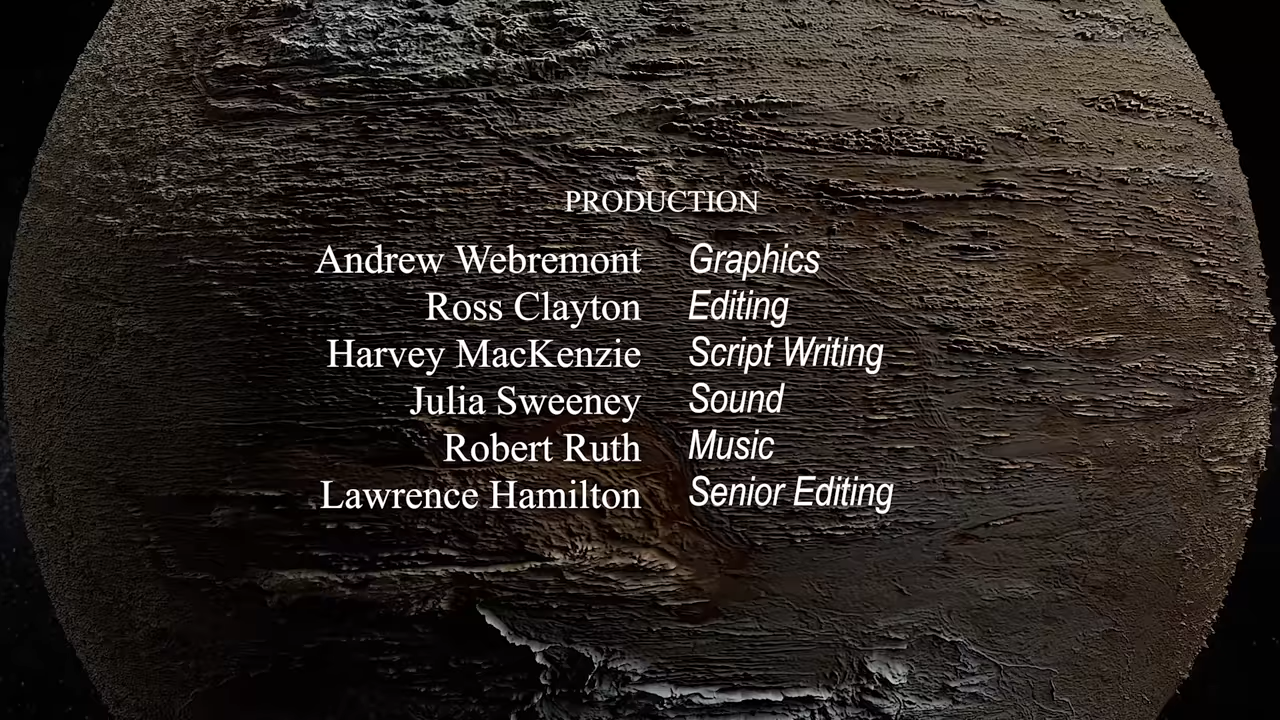 PRODUCTION
Andrew Webremont Graphics
Ross Clayton Editing
Harvey MacKenzie Script Writing
Julia Sweeney Sound
Robert Ruth Music
Lawrence Hamilton Senior Editing